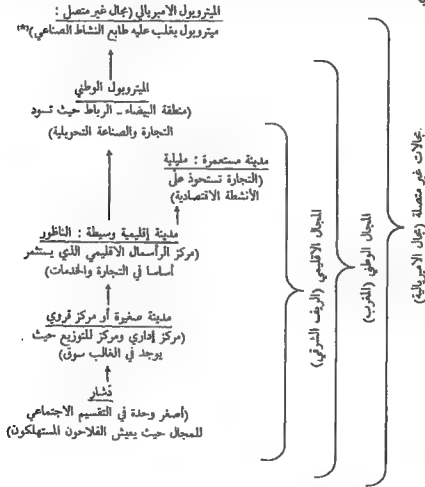 الميتروبول الامبريالي (مجال غير متصل :
ميتروبول يغلب عليه طابع النشاط الصناعي)(*)
الميتروبول الوطني
(منطقة البيضاء ـ الرباط حيث تسود
التجارة والصناعة التحويلية)
مدينة مستعمرة : مليلية
(التجارة تستحوذ على
الأنشطة الاقتصادية)
مدينة إقليمية وسيطة : الناظور
(مركز الرأسمال الاقليمي الذي يستثمر
أساسا في التجارة والخدمات)
مدينة صغيرة أو مركز قروي
(مركز إداري ومركز للتوزيع حيث
يوجد في الغالب سوق)
دشار
(أصغر وحدة في التقسيم الاجتماعي
للمجال حيث يعيش الفلاحون المستهلكون)
المجال الاقليمي (الريف الشرقي)
المجال الوطني (المغرب)
مجالات غير متصلة (مجال الامبريالية)